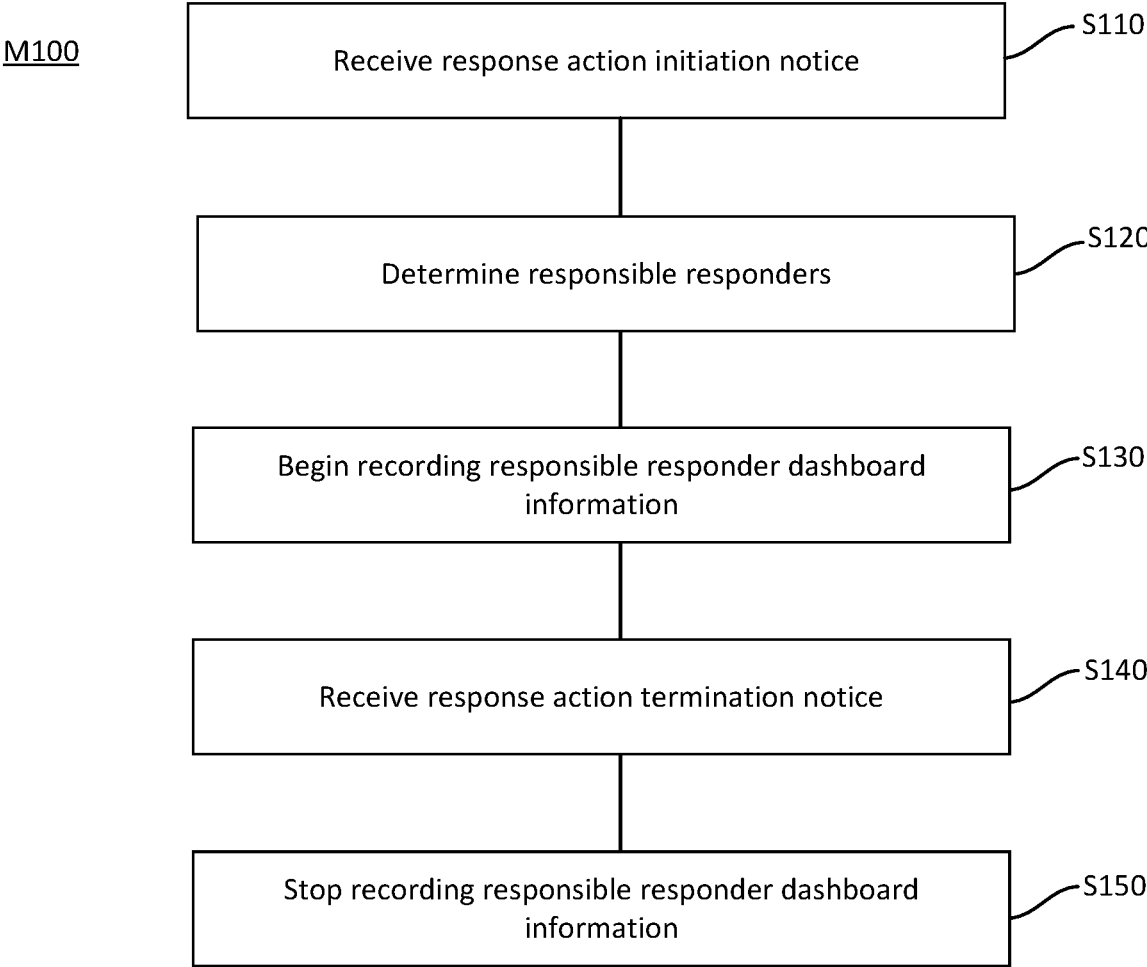 M100
Receive response action initiation notice
S110
Determine responsible responders
S120
Begin recording responsible responder dashboard
information
S130
Receive response action termination notice
S140
Stop recording responsible responder dashboard
information
S150